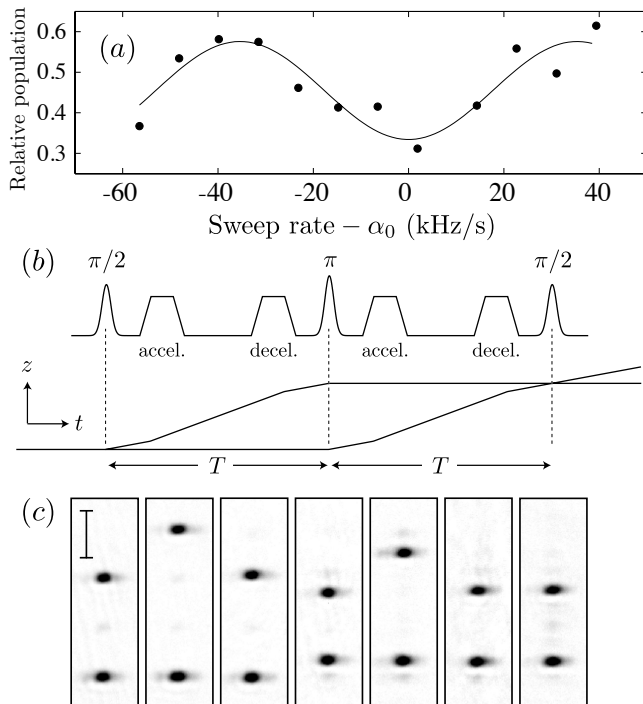 (a)
Relative population
0.6
0.5
0.4
0.3
-60
-40
-20
0
20
40
Sweep rate − α₀ (kHz/s)
(b)
π/2
π
π/2
accel.
decel.
accel.
decel.
z
t
T
T
(c)